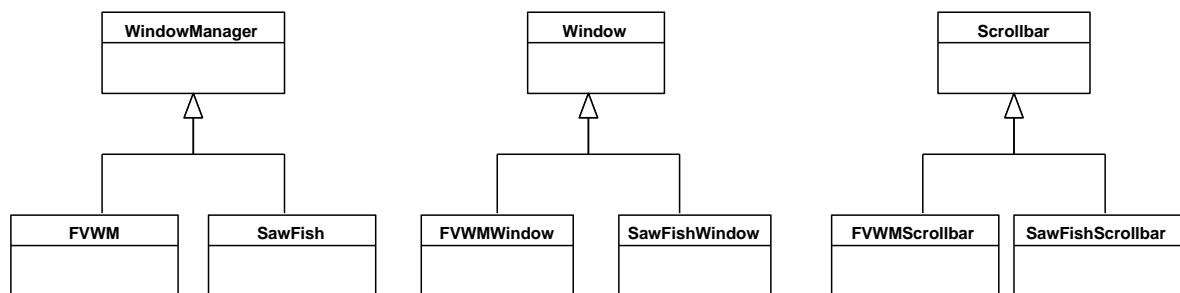 WindowManager
Window
Scrollbar
FVWM
SawFish
FVWMWindow
SawFishWindow
FVWMScrollbar
SawFishScrollbar